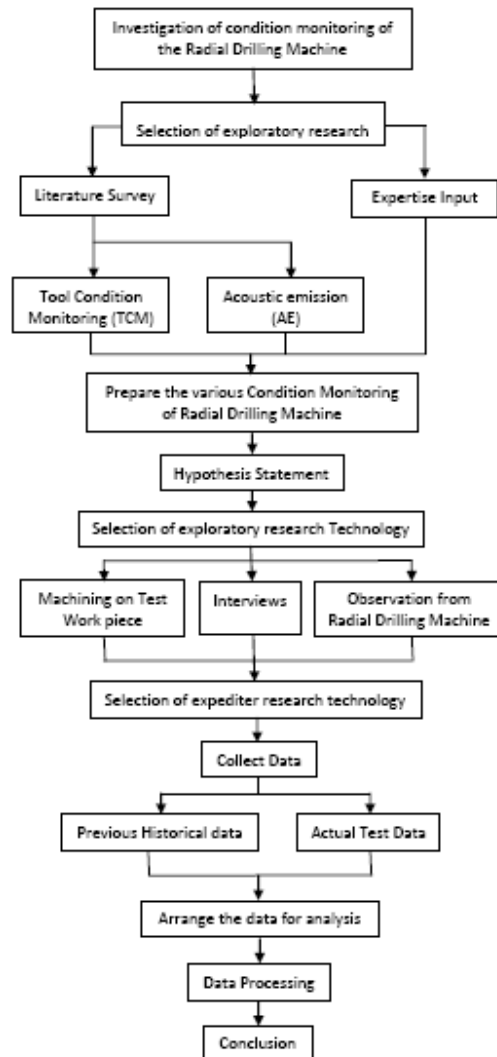 Investigation of condition monitoring of
the Radial Drilling Machine
Selection of exploratory research
Literature Survey
Expertise Input
Tool Condition
Monitoring (TCM)
Acoustic emission
(AE)
Prepare the various Condition Monitoring
of Radial Drilling Machine
Hypothesis Statement
Selection of exploratory research Technology
Machining on Test
Work piece
Interviews
Observation from
Radial Drilling Machine
Selection of expediter research technology
Collect Data
Previous Historical data
Actual Test Data
Arrange the data for analysis
Data Processing
Conclusion